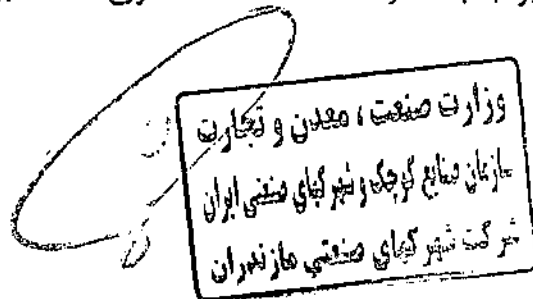 وزارت صنعت ، معدن و تجارت
سازمان صنایع کوچک و شهرکهای صنعتی ایران
شرکت شهرکهای صنعتی مازندران